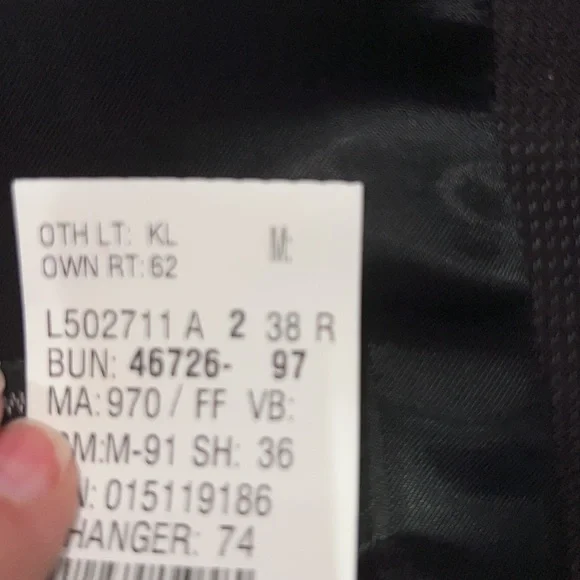 OTH LT: KL M:
OWN RT:62
L502711 A 2 38 R
BUN: 46726- 97
MA:970 / FF VB:
M:M-91 SH: 36
N: 015119186
HANGER: 74